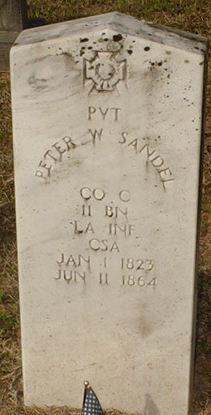 PVT
PETER W SANDEL
CO C
11 BN
LA INF
CSA
JAN 1 1823
JUN 11 1864